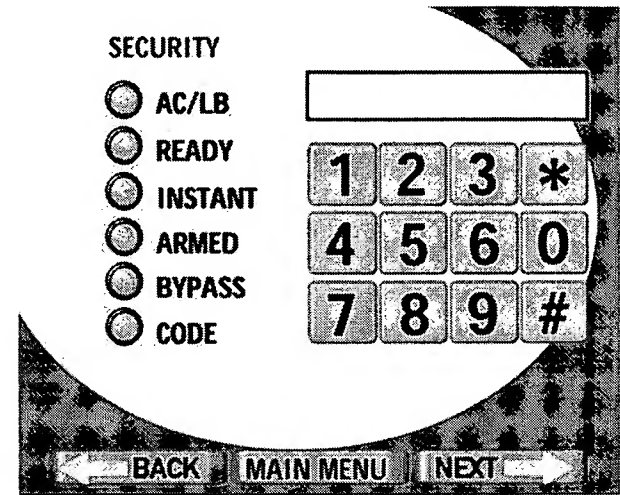 SECURITY
AC/LB
READY
INSTANT
ARMED
BYPASS
CODE
1 2 3 *
4 5 6 0
7 8 9 #
BACK MAIN MENU NEXT